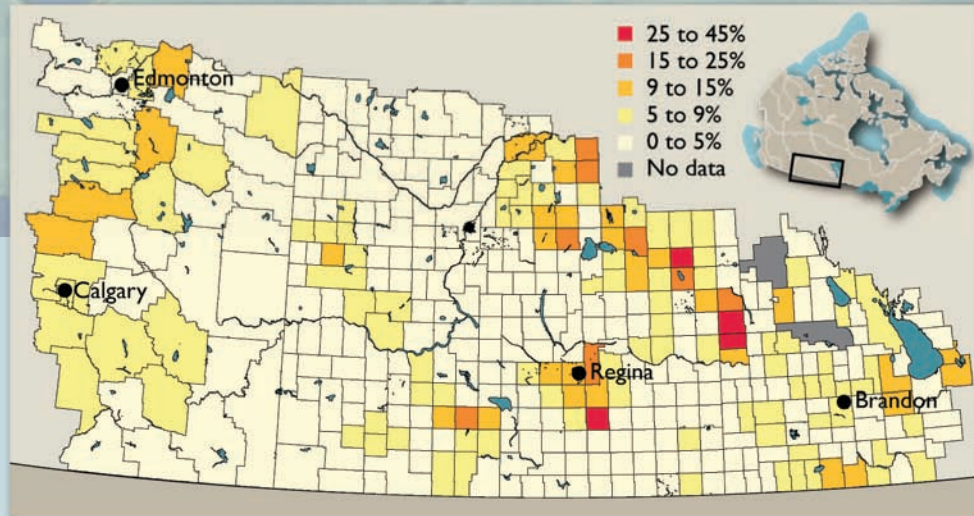 25 to 45%
15 to 25%
9 to 15%
5 to 9%
0 to 5%
No data
Edmonton
Calgary
Regina
Brandon